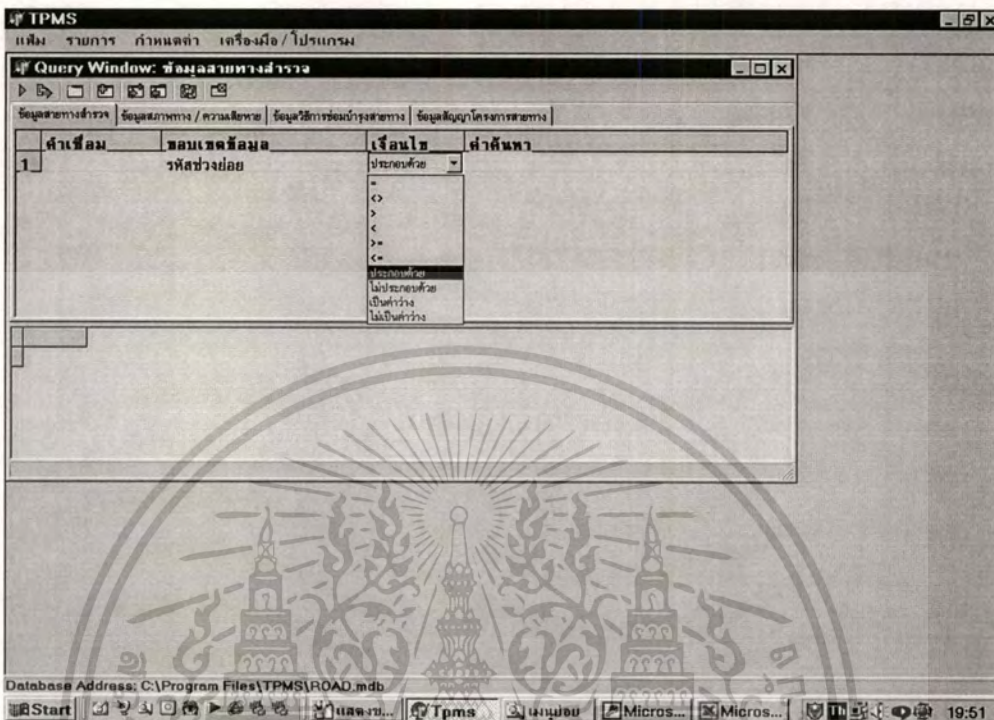 TPMS
แฟ้ม รายการ กำหนดค่า เครื่องมือ/โปรแกรม
Query Window: ข้อมูลสายทางสำรวจ
ข้อมูลสายทางสำรวจ ข้อมูลสภาพทาง / ความเสียหาย ข้อมูลวิธีการซ่อมบำรุงสายทาง ข้อมูลสัญญาโครงการสายทาง
คำเชื่อม ขอบเขตข้อมูล เงื่อนไข คำค้นหา
1 รหัสช่วงย่อย ประกอบด้วย
=
<>
>
<
>=
<=
ประกอบด้วย
ไม่ประกอบด้วย
เป็นค่าว่าง
ไม่เป็นค่าว่าง
Database Address: C:\Program Files\TPMS\ROAD.mdb
Start แสดงข... Tpms Micros... Micros... Th 19:51